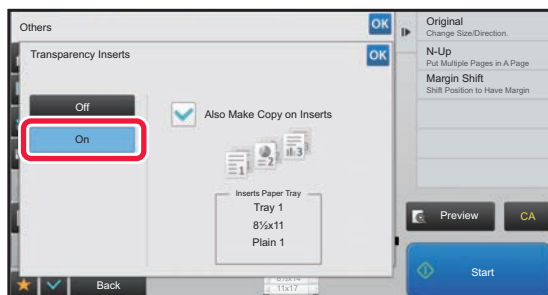 Others
OK
Transparency Inserts
OK
Off
On
Also Make Copy on Inserts
1
2
3
Inserts Paper Tray
Tray 1
8½x11
Plain 1
Back
11x17
Original
Change Size/Direction.
N-Up
Put Multiple Pages in A Page
Margin Shift
Shift Position to Have Margin
Preview
CA
Start